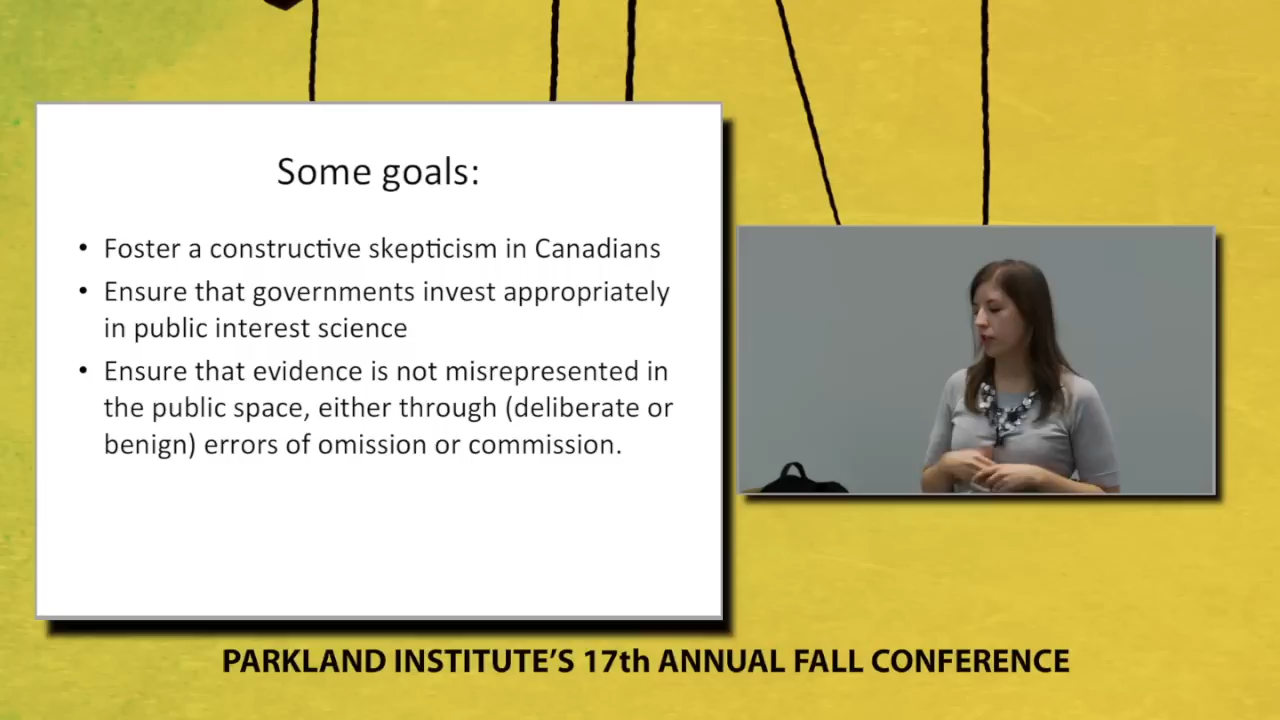 Some goals:
• Foster a constructive skepticism in Canadians
• Ensure that governments invest appropriately
in public interest science
• Ensure that evidence is not misrepresented in
the public space, either through (deliberate or
benign) errors of omission or commission.
PARKLAND INSTITUTE'S 17th ANNUAL FALL CONFERENCE